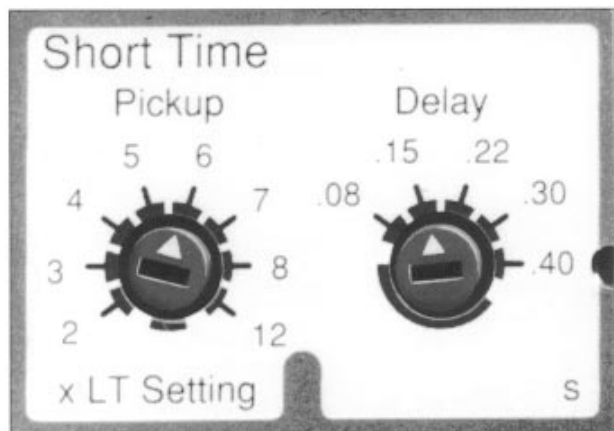 Short Time
Pickup
Delay
5 6
4 7
3 8
2 12
.15 .22
.08 .30
.40
x LT Setting
s